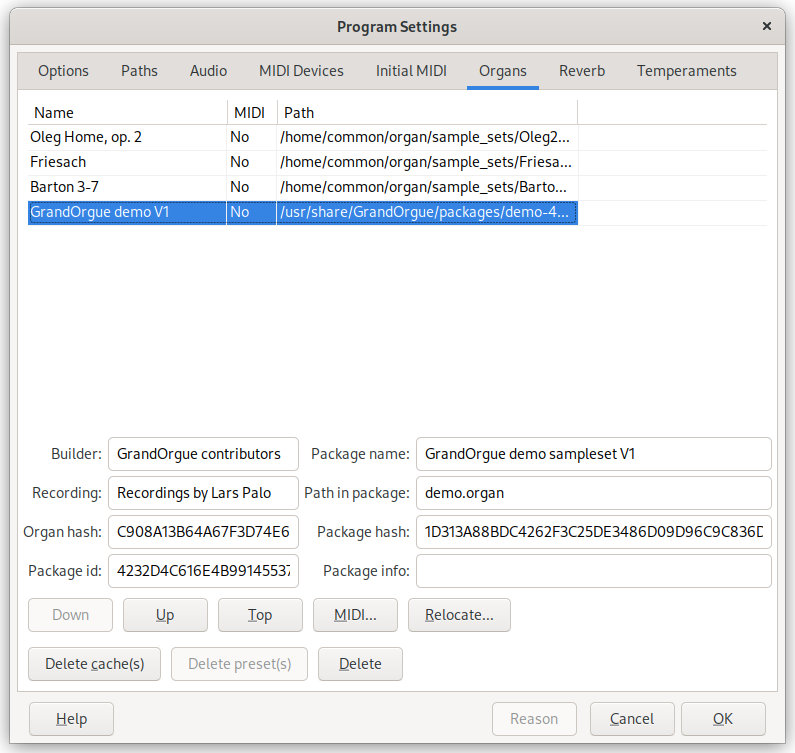 Program Settings ×
Options Paths Audio MIDI Devices Initial MIDI Organs Reverb Temperaments
Name MIDI Path
Oleg Home, op. 2 No /home/common/organ/sample_sets/Oleg2...
Friesach No /home/common/organ/sample_sets/Friesa...
Barton 3-7 No /home/common/organ/sample_sets/Barto...
GrandOrgue demo V1 No /usr/share/GrandOrgue/packages/demo-4...
Builder: GrandOrgue contributors Package name: GrandOrgue demo sampleset V1
Recording: Recordings by Lars Palo Path in package: demo.organ
Organ hash: C908A13B64A67F3D74E6 Package hash: 1D313A88BDC4262F3C25DE3486D09D96C9C836D
Package id: 4232D4C616E4B99145537 Package info:
Down Up Top MIDI... Relocate...
Delete cache(s) Delete preset(s) Delete
Help Reason Cancel OK